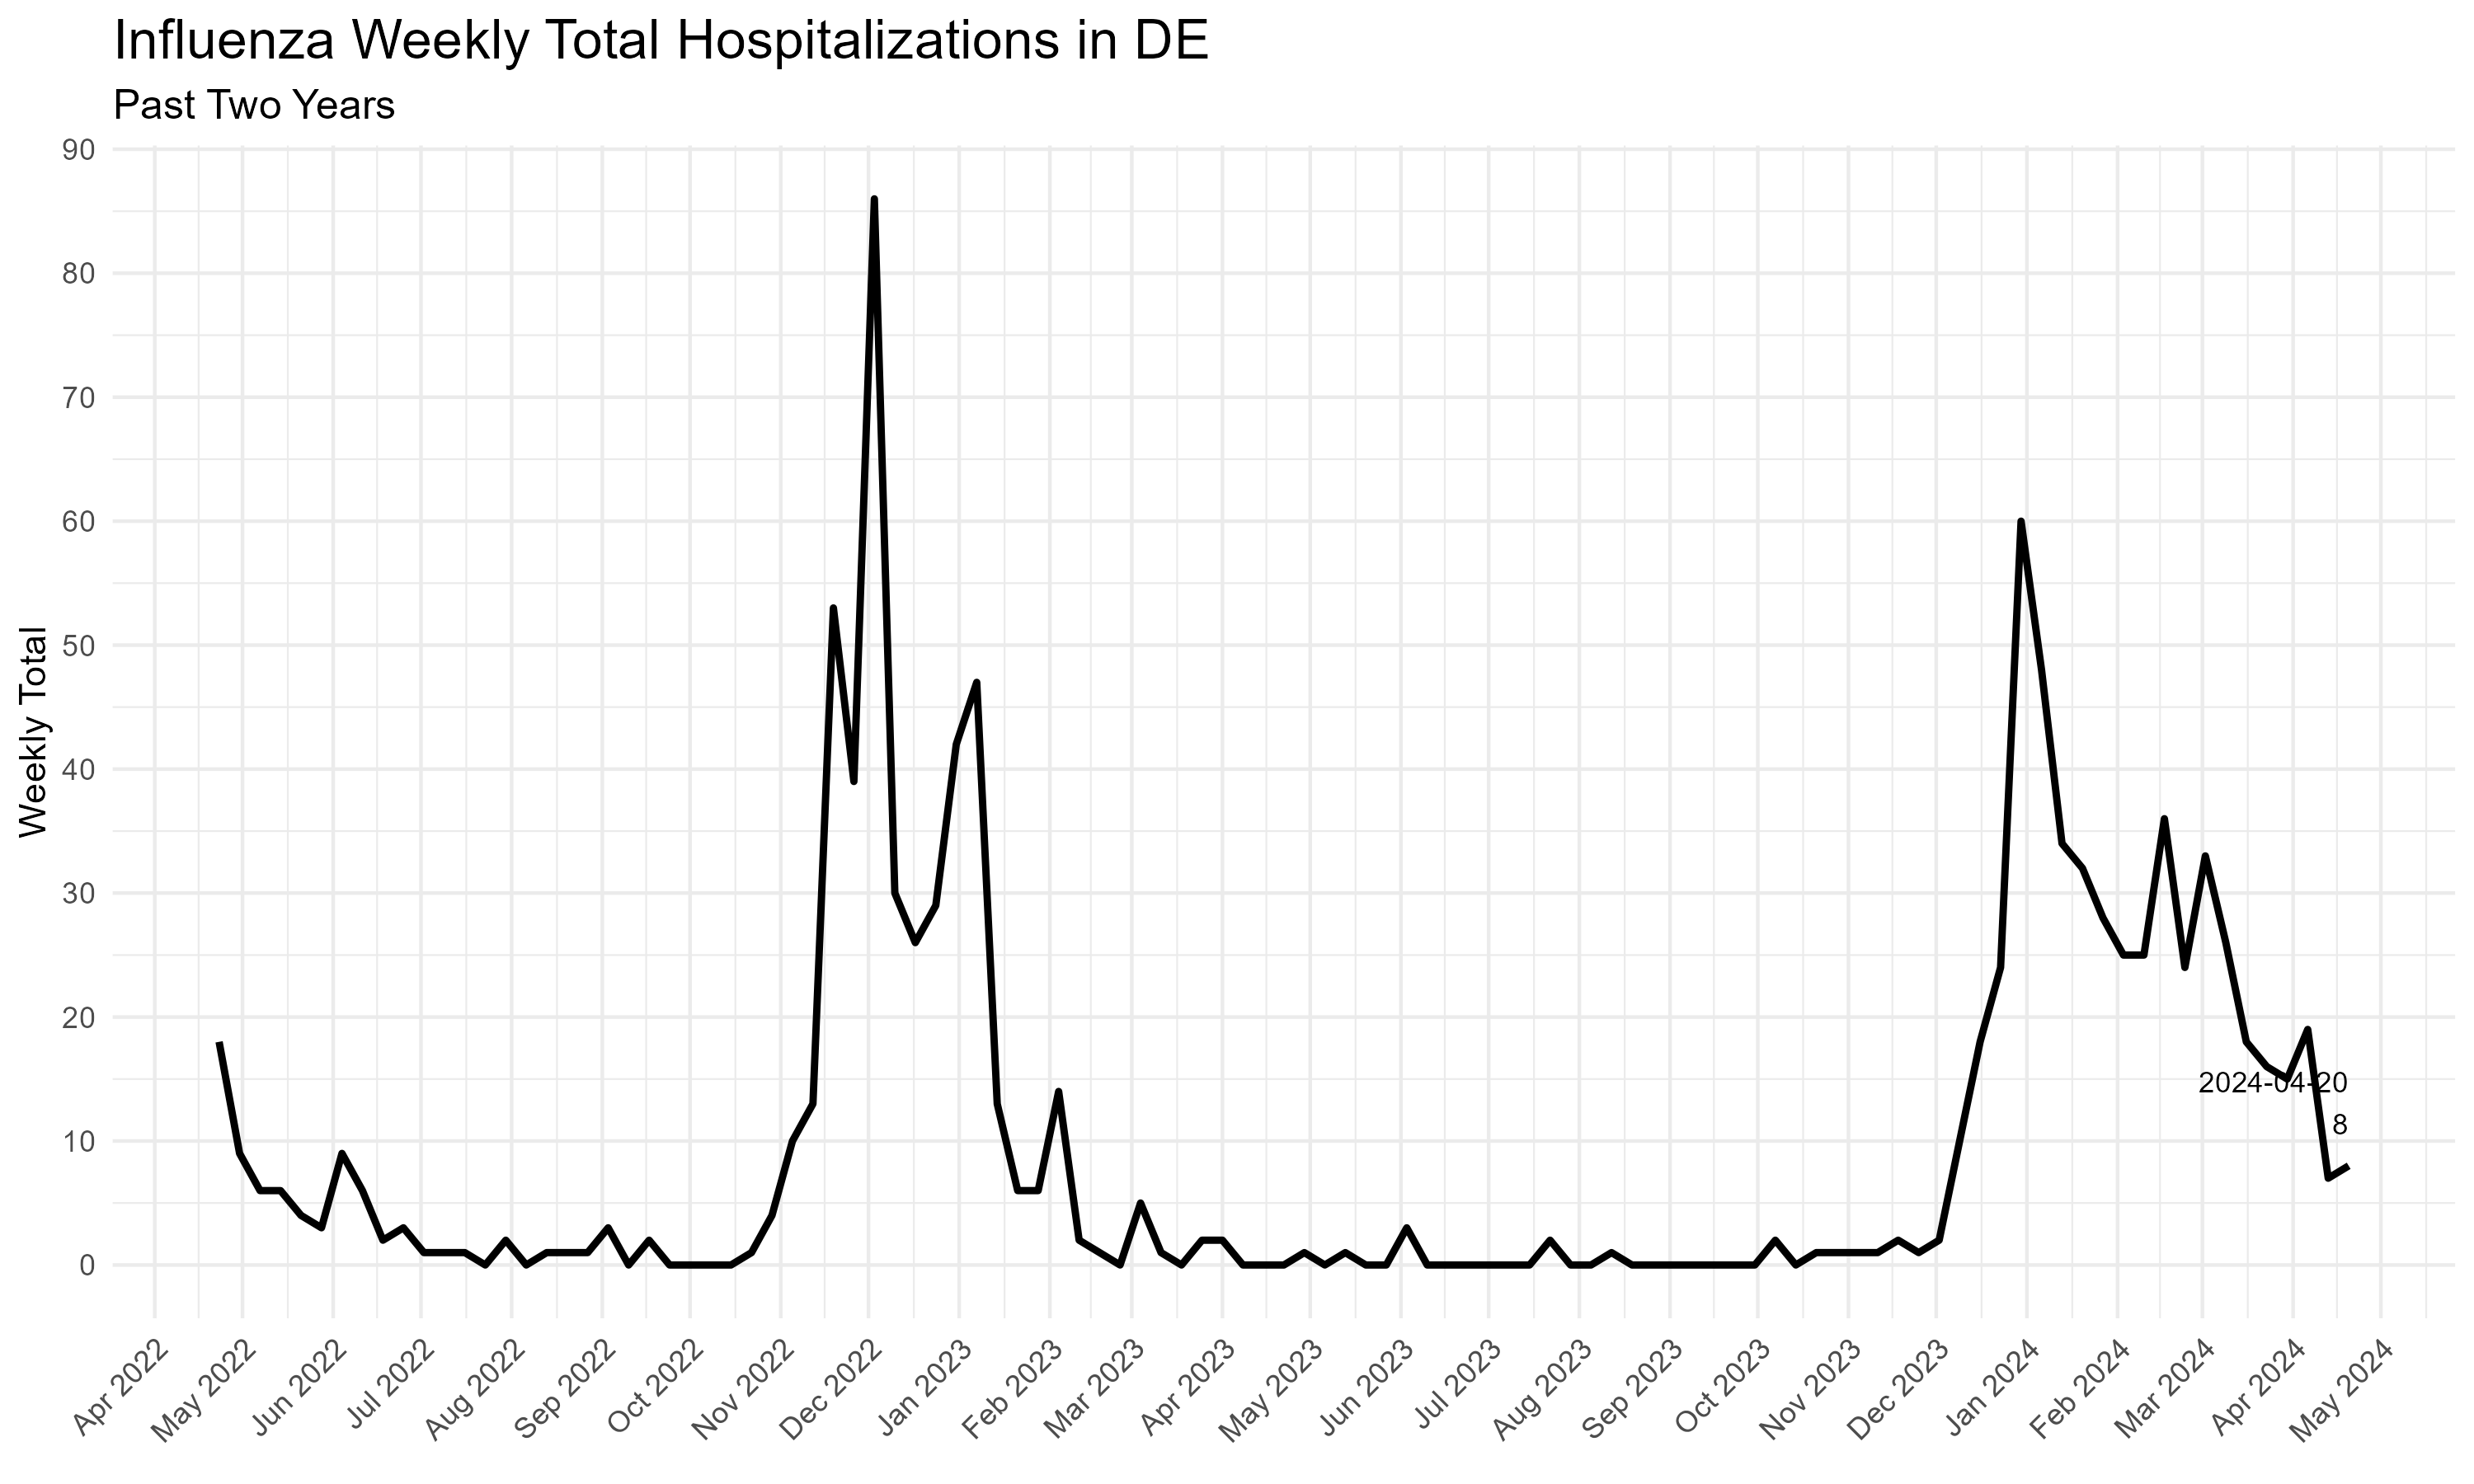 Influenza Weekly Total Hospitalizations in DE
Past Two Years
Weekly Total
90
80
70
60
50
40
30
20
10
0
2024-04-20
8
Apr 2022
May 2022
Jun 2022
Jul 2022
Aug 2022
Sep 2022
Oct 2022
Nov 2022
Dec 2022
Jan 2023
Feb 2023
Mar 2023
Apr 2023
May 2023
Jun 2023
Jul 2023
Aug 2023
Sep 2023
Oct 2023
Nov 2023
Dec 2023
Jan 2024
Feb 2024
Mar 2024
Apr 2024
May 2024